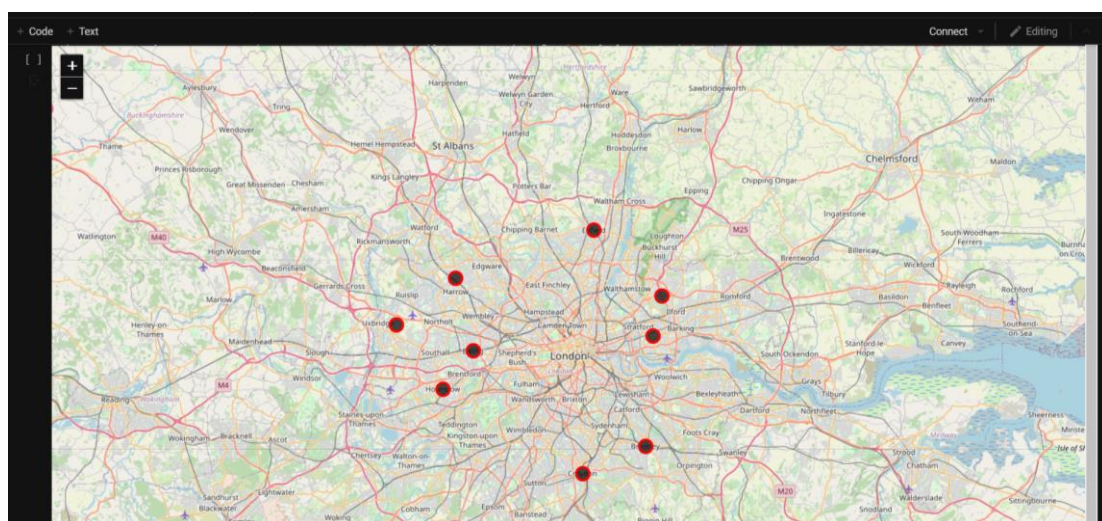 + Code + Text
Connect
Editing
[ ]
+
−
Hertfordshire
Aylesbury
Harpenden
Welwyn
Welwyn Garden
City
Ware
Sawbridgeworth
Witham
Tring
Hertford
Buckinghamshire
Wendover
Hatfield
Hoddesdon
Harlow
Thame
Hemel Hempstead
St Albans
Broxbourne
Chelmsford
Maldon
Princes Risborough
Kings Langley
Great Missenden
Chesham
Potters Bar
Epping
Chipping Ongar
Waltham Cross
Amersham
Ingatestone
Watford
Chipping Barnet
Loughton
M25
South Woodham
Ferrers
Watlington
M40
Rickmansworth
Buckhurst
Hill
High Wycombe
Billericay
Brentwood
Wickford
Beaconsfield
Edgware
Gerrards Cross
East Finchley
Walthamstow
Rayleigh
Rochford
Marlow
Ruislip
Harrow
Romford
Basildon
Benfleet
Hampstead
Ilford
Wembley
Henley-on-
Thames
Northolt
Camden Town
Stratford
Barking
Southend-
on-Sea
Maidenhead
Stanford-le-
Hope
Canvey
Slough
Southall
Shepherd's
Bush
London
South Ockendon
Windsor
Brentford
Woolwich
Grays
M4
Fulham
Tilbury
Reading
Wokingham
Wandsworth
Brixton
Lewisham
Bexleyheath
Catford
Dartford
Northfleet
Staines-upon-
Thames
Teddington
Sheerness
Kingston upon
Thames
Wimbledon
Sydenham
Foots Cray
Medway
Wokingham
Bracknell
Ascot
Chertsey
Walton-on-
Thames
Swanley
Strood
Orpington
Chatham
Sutton
M20
Sandhurst
Lightwater
Blackwater
Cobham
Epsom
Walderslade
Sittingbourne
Woking
Banstead
Snodland